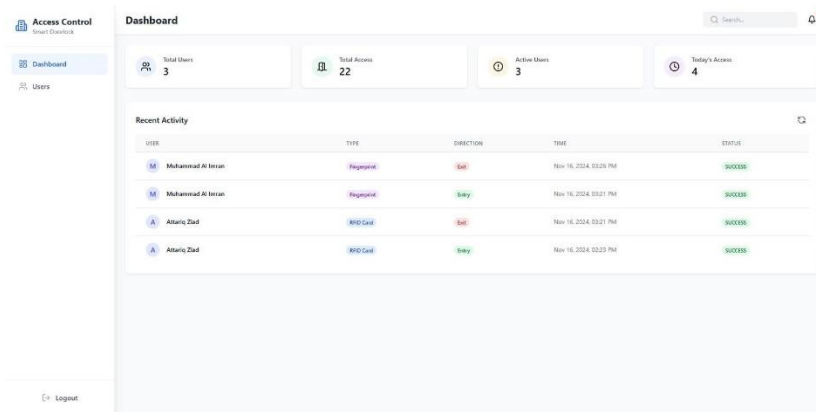 Access Control
Smart Doorlock
Dashboard
Users
Logout
Dashboard
Search...
Total Users
3
Total Access
22
Active Users
3
Today's Access
4
Recent Activity
USER TYPE DIRECTION TIME STATUS
M Muhammad Al Imran Fingerprint Exit Nov 16, 2024, 03:25 PM SUCCESS
M Muhammad Al Imran Fingerprint Entry Nov 16, 2024, 03:21 PM SUCCESS
A Attariq Ziad RFID Card Exit Nov 16, 2024, 03:21 PM SUCCESS
A Attariq Ziad RFID Card Entry Nov 16, 2024, 02:23 PM SUCCESS